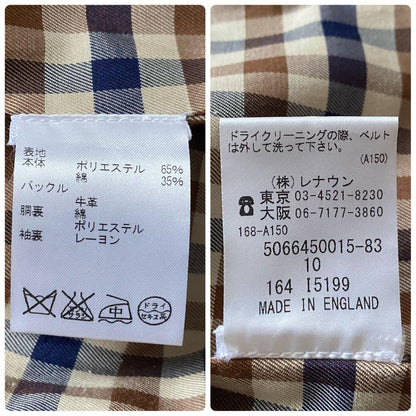 表地
本体 ポリエステル 65%
綿 35%
バックル 牛革
胴裏 綿
ポリエステル
袖裏 レーヨン
ドライ
セキユ系
ドライクリーニングの際、ベルト
は外して洗って下さい。
(A150)
(株)レナウン
東京 03-4521-8230
大阪 06-7177-3860
168-A150
5066450015-83
10
164 I5199
MADE IN ENGLAND